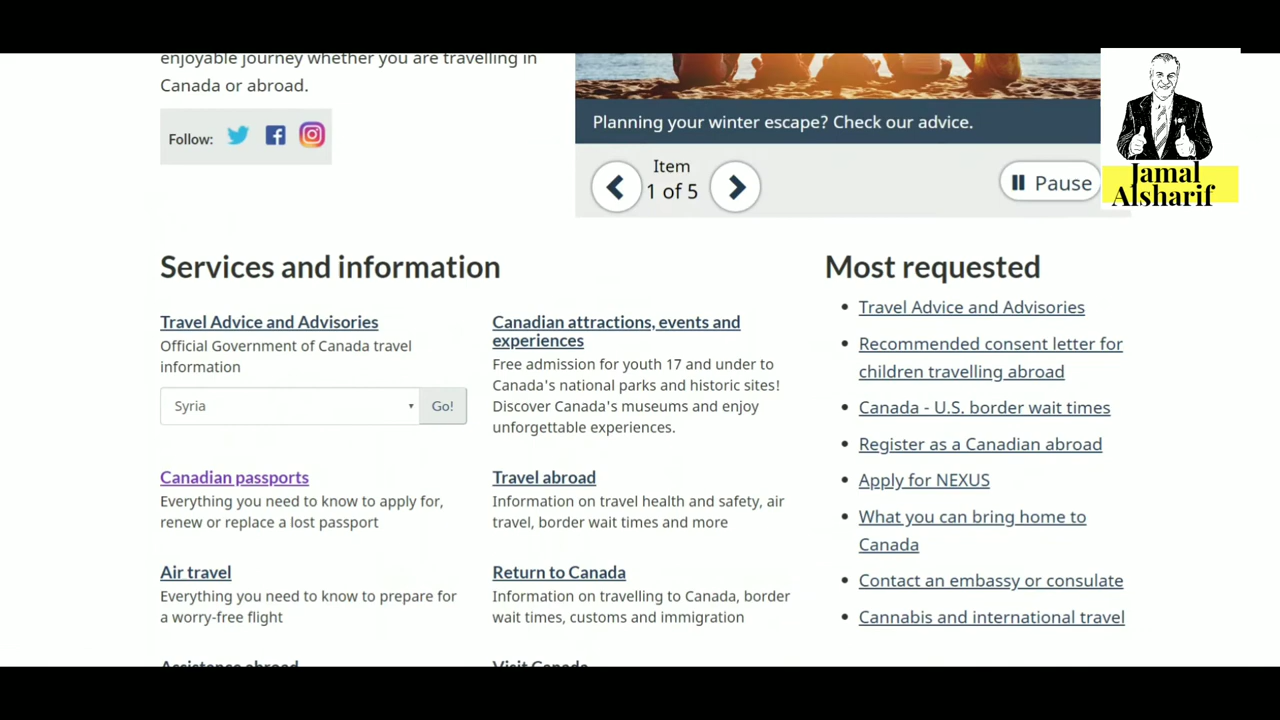 enjoyable journey whether you are travelling in
Canada or abroad.
Follow:
Planning your winter escape? Check our advice.
Item
1 of 5
Pause
Jamal
Alsharif
Services and information
Travel Advice and Advisories
Official Government of Canada travel
information
Syria
Go!
Canadian passports
Everything you need to know to apply for,
renew or replace a lost passport
Air travel
Everything you need to know to prepare for
a worry-free flight
Assistance abroad
Canadian attractions, events and
experiences
Free admission for youth 17 and under to
Canada's national parks and historic sites!
Discover Canada's museums and enjoy
unforgettable experiences.
Travel abroad
Information on travel health and safety, air
travel, border wait times and more
Return to Canada
Information on travelling to Canada, border
wait times, customs and immigration
Visit Canada
Most requested
Travel Advice and Advisories
Recommended consent letter for
children travelling abroad
Canada - U.S. border wait times
Register as a Canadian abroad
Apply for NEXUS
What you can bring home to
Canada
Contact an embassy or consulate
Cannabis and international travel